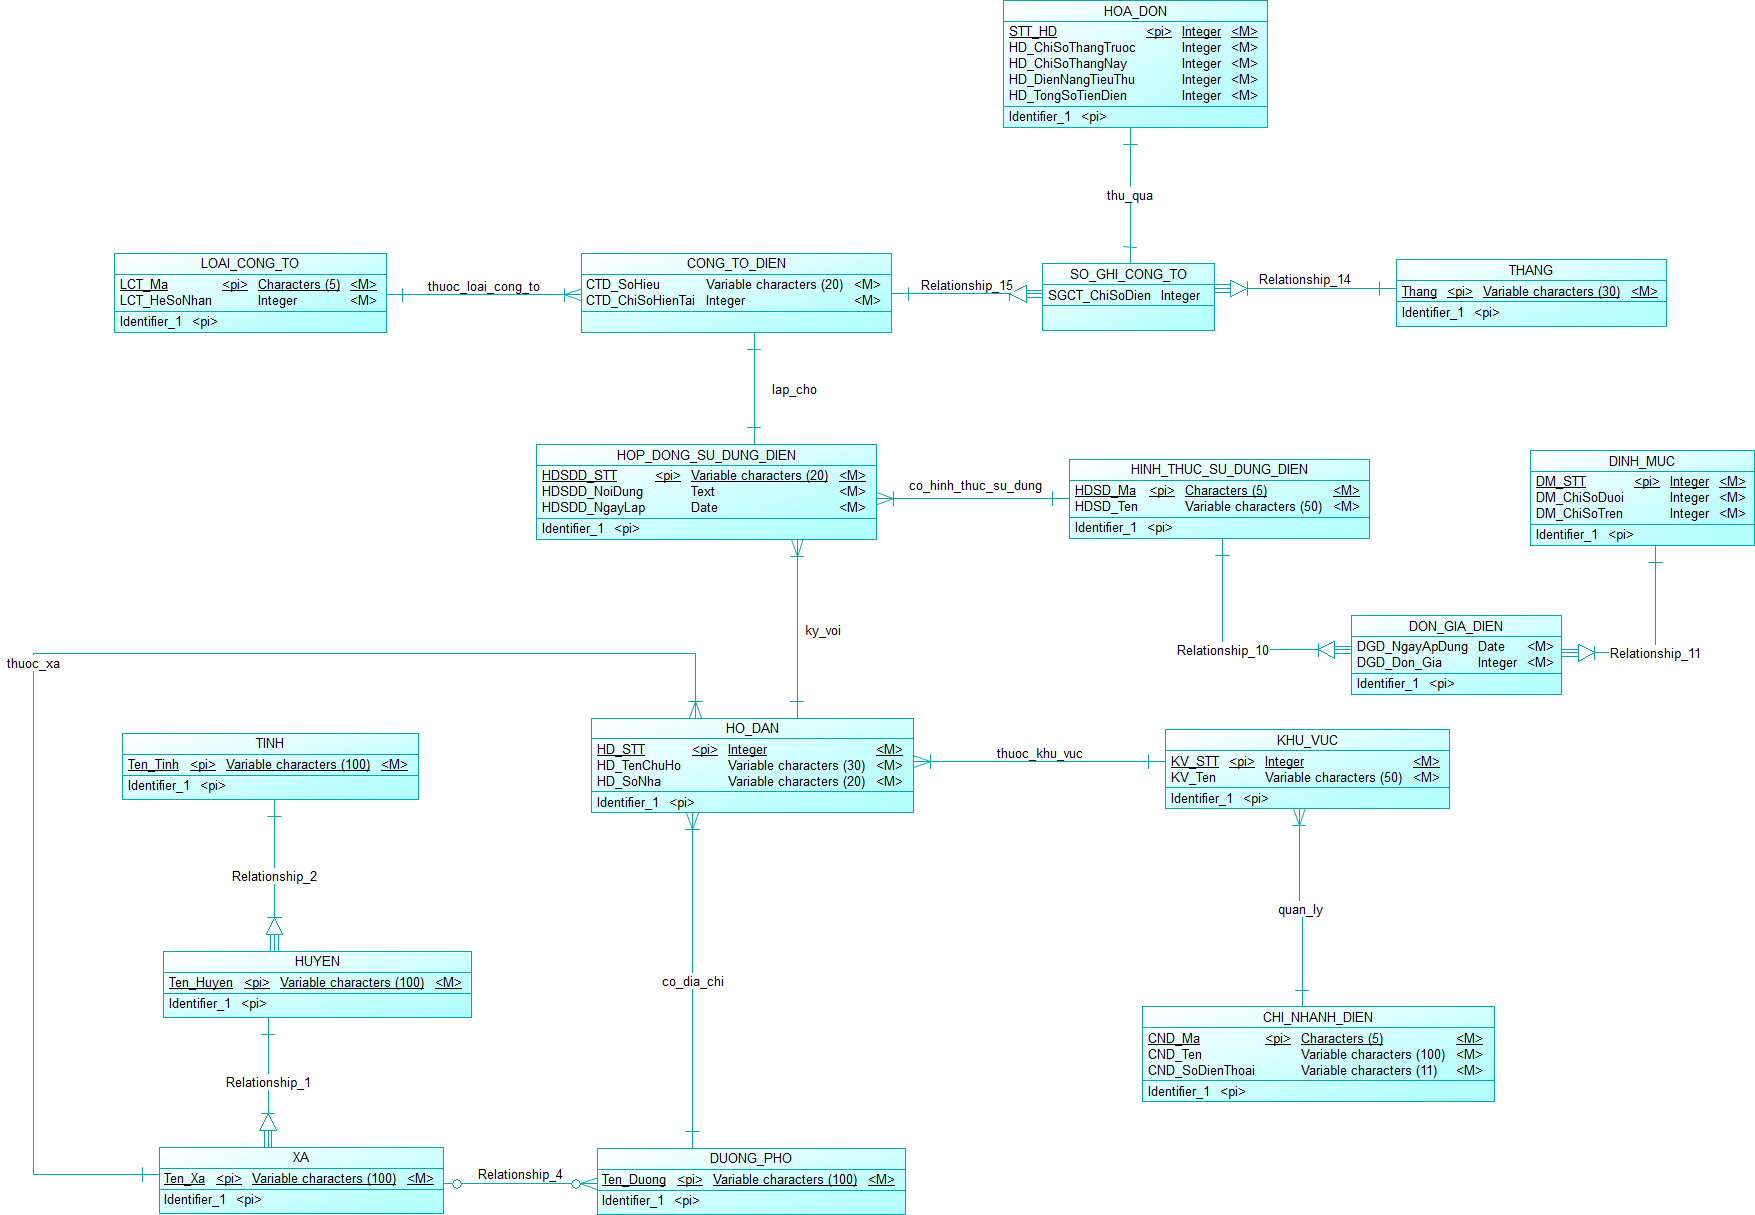 HOA_DON
STT_HD <pi> Integer <M>
HD_ChiSoThangTruoc Integer <M>
HD_ChiSoThangNay Integer <M>
HD_DienNangTieuThu Integer <M>
HD_TongSoTienDien Integer <M>
Identifier_1 <pi>
thu_qua
LOAI_CONG_TO
LCT_Ma <pi> Characters (5) <M>
LCT_HeSoNhan Integer <M>
Identifier_1 <pi>
thuoc_loai_cong_to
CONG_TO_DIEN
CTD_SoHieu Variable characters (20) <M>
CTD_ChiSoHienTai Integer <M>
Relationship_15
SO_GHI_CONG_TO
SGCT_ChiSoDien Integer
Relationship_14
THANG
Thang <pi> Variable characters (30) <M>
Identifier_1 <pi>
lap_cho
HOP_DONG_SU_DUNG_DIEN
HDSDD_STT <pi> Variable characters (20) <M>
HDSDD_NoiDung Text <M>
HDSDD_NgayLap Date <M>
Identifier_1 <pi>
co_hinh_thuc_su_dung
HINH_THUC_SU_DUNG_DIEN
HDSD_Ma <pi> Characters (5) <M>
HDSD_Ten Variable characters (50) <M>
Identifier_1 <pi>
DINH_MUC
DM_STT <pi> Integer <M>
DM_ChiSoDuoi Integer <M>
DM_ChiSoTren Integer <M>
Identifier_1 <pi>
ky_voi
Relationship_10
DON_GIA_DIEN
DGD_NgayApDung Date <M>
DGD_Don_Gia Integer <M>
Identifier_1 <pi>
Relationship_11
thuoc_xa
HO_DAN
HD_STT <pi> Integer <M>
HD_TenChuHo Variable characters (30) <M>
HD_SoNha Variable characters (20) <M>
Identifier_1 <pi>
thuoc_khu_vuc
KHU_VUC
KV_STT <pi> Integer <M>
KV_Ten Variable characters (50) <M>
Identifier_1 <pi>
TINH
Ten_Tinh <pi> Variable characters (100) <M>
Identifier_1 <pi>
Relationship_2
quan_ly
HUYEN
Ten_Huyen <pi> Variable characters (100) <M>
Identifier_1 <pi>
co_dia_chi
CHI_NHANH_DIEN
CND_Ma <pi> Characters (5) <M>
CND_Ten Variable characters (100) <M>
CND_SoDienThoai Variable characters (11) <M>
Identifier_1 <pi>
Relationship_1
XA
Ten_Xa <pi> Variable characters (100) <M>
Identifier_1 <pi>
Relationship_4
DUONG_PHO
Ten_Duong <pi> Variable characters (100) <M>
Identifier_1 <pi>